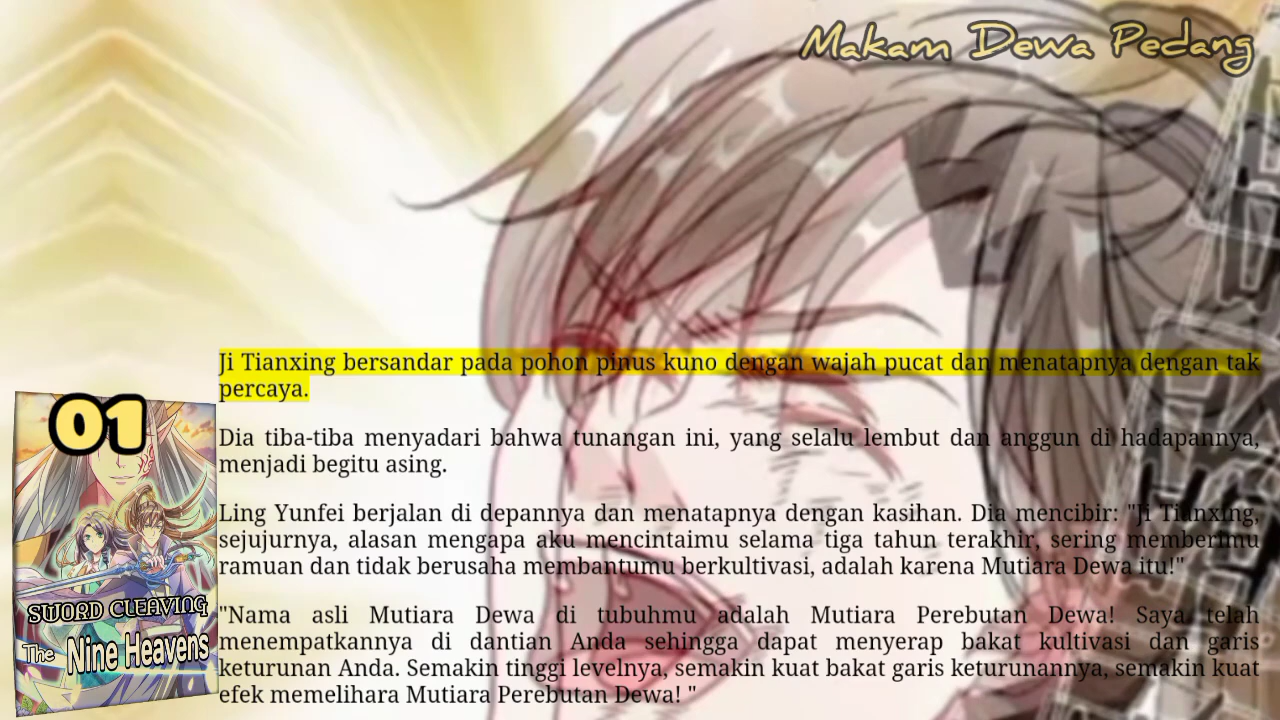 Makam Dewa Pedang
Ji Tianxing bersandar pada pohon pinus kuno dengan wajah pucat dan menatapnya dengan tak
percaya.
Dia tiba-tiba menyadari bahwa tunangan ini, yang selalu lembut dan anggun di hadapannya,
menjadi begitu asing.
Ling Yunfei berjalan di depannya dan menatapnya dengan kasihan. Dia mencibir: "Ji Tianxing,
sejujurnya, alasan mengapa aku mencintaimu selama tiga tahun terakhir, sering memberimu
ramuan dan tidak berusaha membantumu berkultivasi, adalah karena Mutiara Dewa itu!"
"Nama asli Mutiara Dewa di tubuhmu adalah Mutiara Perebutan Dewa! Saya telah
menempatkannya di dantian Anda sehingga dapat menyerap bakat kultivasi dan garis
keturunan Anda. Semakin tinggi levelnya, semakin kuat bakat garis keturunannya, semakin kuat
efek memelihara Mutiara Perebutan Dewa! "
01
SWORD CLEAVING
The Nine Heavens